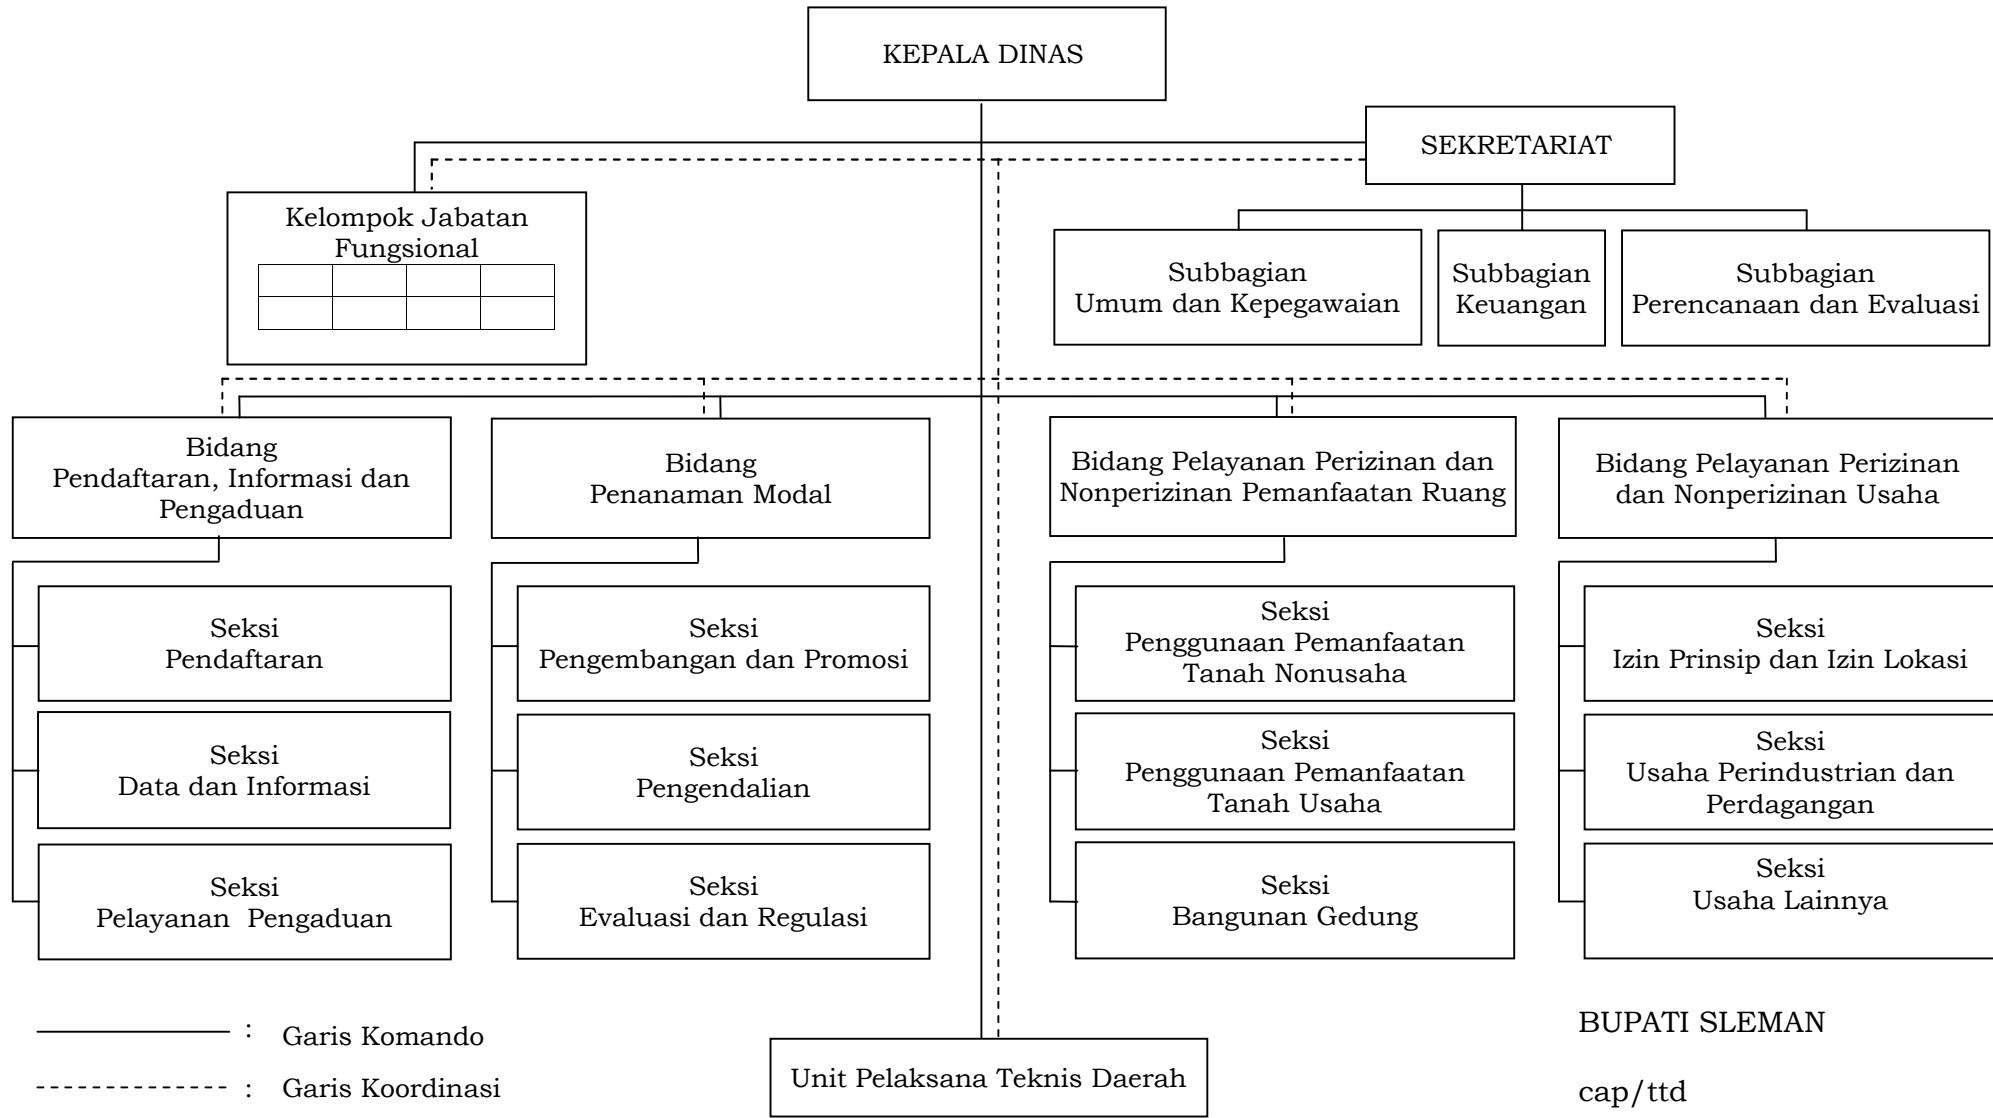 KEPALA DINAS
SEKRETARIAT
Kelompok Jabatan
Fungsional
Subbagian
Umum dan Kepegawaian
Subbagian
Keuangan
Subbagian
Perencanaan dan Evaluasi
Bidang
Pendaftaran, Informasi dan
Pengaduan
Bidang
Penanaman Modal
Bidang Pelayanan Perizinan dan
Nonperizinan Pemanfaatan Ruang
Bidang Pelayanan Perizinan
dan Nonperizinan Usaha
Seksi
Pendaftaran
Seksi
Pengembangan dan Promosi
Seksi
Penggunaan Pemanfaatan
Tanah Nonusaha
Seksi
Izin Prinsip dan Izin Lokasi
Seksi
Data dan Informasi
Seksi
Pengendalian
Seksi
Penggunaan Pemanfaatan
Tanah Usaha
Seksi
Usaha Perindustrian dan
Perdagangan
Seksi
Pelayanan  Pengaduan
Seksi
Evaluasi dan Regulasi
Seksi
Bangunan Gedung
Seksi
Usaha Lainnya
: Garis Komando
: Garis Koordinasi
Unit Pelaksana Teknis Daerah
BUPATI SLEMAN
cap/ttd